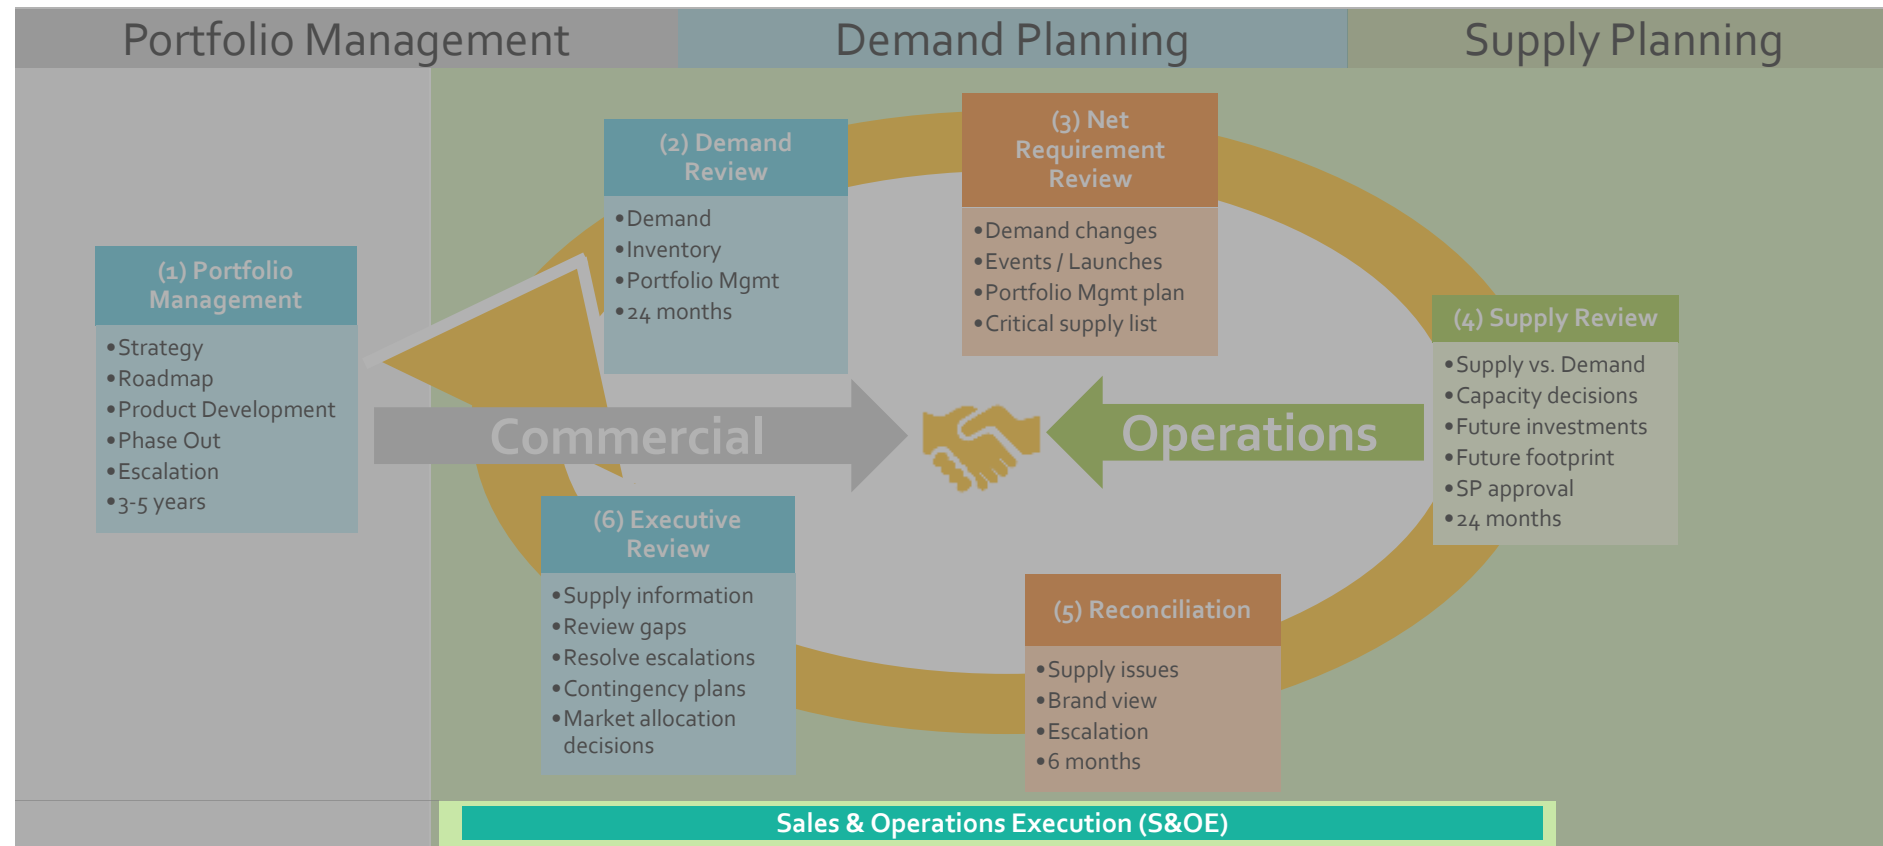 Portfolio Management
Demand Planning
Supply Planning
(1) Portfolio
Management
•Strategy
•Roadmap
•Product Development
•Phase Out
•Escalation
•3-5 years
(2) Demand
Review
•Demand
•Inventory
•Portfolio Mgmt
•24 months
(3) Net
Requirement
Review
•Demand changes
•Events / Launches
•Portfolio Mgmt plan
•Critical supply list
(4) Supply Review
•Supply vs. Demand
•Capacity decisions
•Future investments
•Future footprint
•SP approval
•24 months
Commercial
Operations
(6) Executive
Review
•Supply information
•Review gaps
•Resolve escalations
•Contingency plans
•Market allocation
decisions
(5) Reconciliation
•Supply issues
•Brand view
•Escalation
•6 months
Sales & Operations Execution (S&OE)